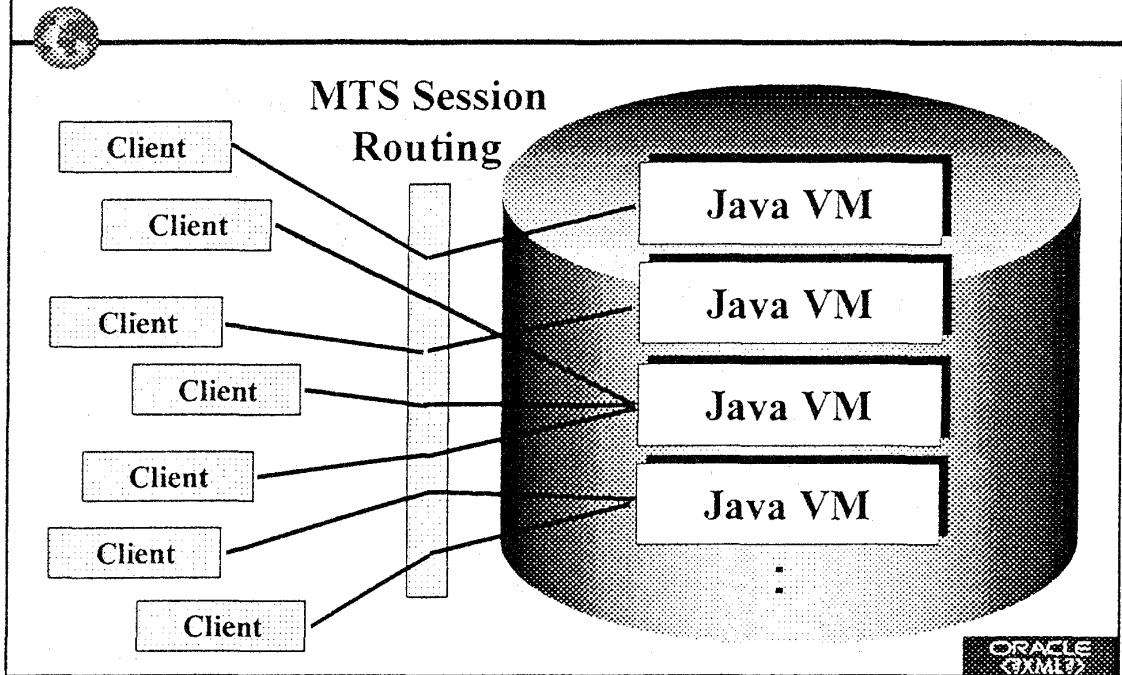 MTS Session
Routing
Client
Client
Client
Client
Client
Client
Client
Java VM
Java VM
Java VM
Java VM
:
ORACLE
<?XML?>